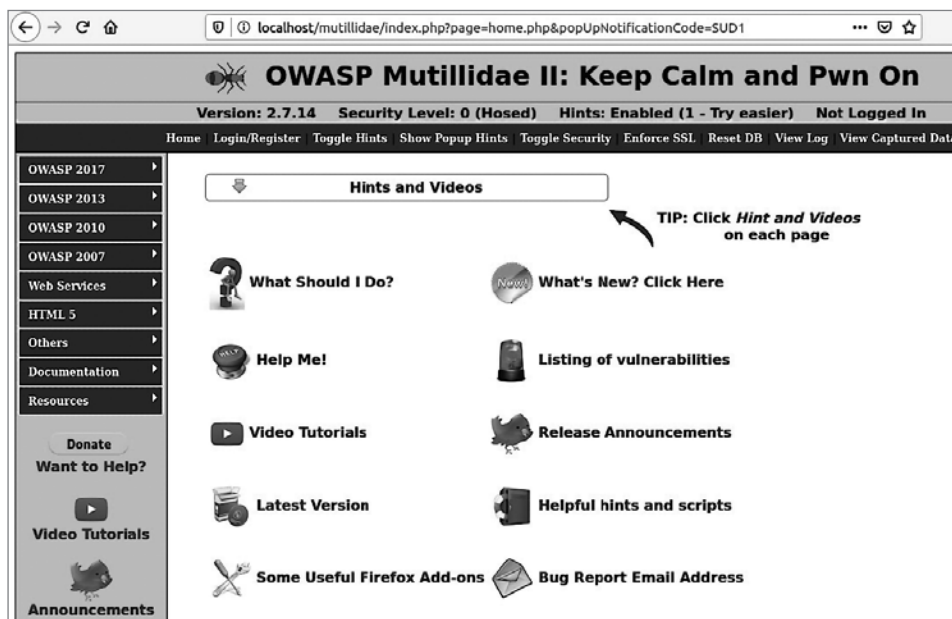 localhost/mutillidae/index.php?page=home.php&popUpNotificationCode=SUD1
OWASP Mutillidae II: Keep Calm and Pwn On
Version: 2.7.14 Security Level: 0 (Hosed) Hints: Enabled (1 - Try easier) Not Logged In
Home Login/Register Toggle Hints Show Popup Hints Toggle Security Enforce SSL Reset DB View Log View Captured Data
OWASP 2017
OWASP 2013
OWASP 2010
OWASP 2007
Web Services
HTML 5
Others
Documentation
Resources
Donate
Want to Help?
Video Tutorials
Announcements
Hints and Videos
TIP: Click Hint and Videos
on each page
What Should I Do?
New!
What's New? Click Here
HELP
Help Me!
Listing of vulnerabilities
Video Tutorials
Release Announcements
Latest Version
Helpful hints and scripts
Some Useful Firefox Add-ons
Bug Report Email Address